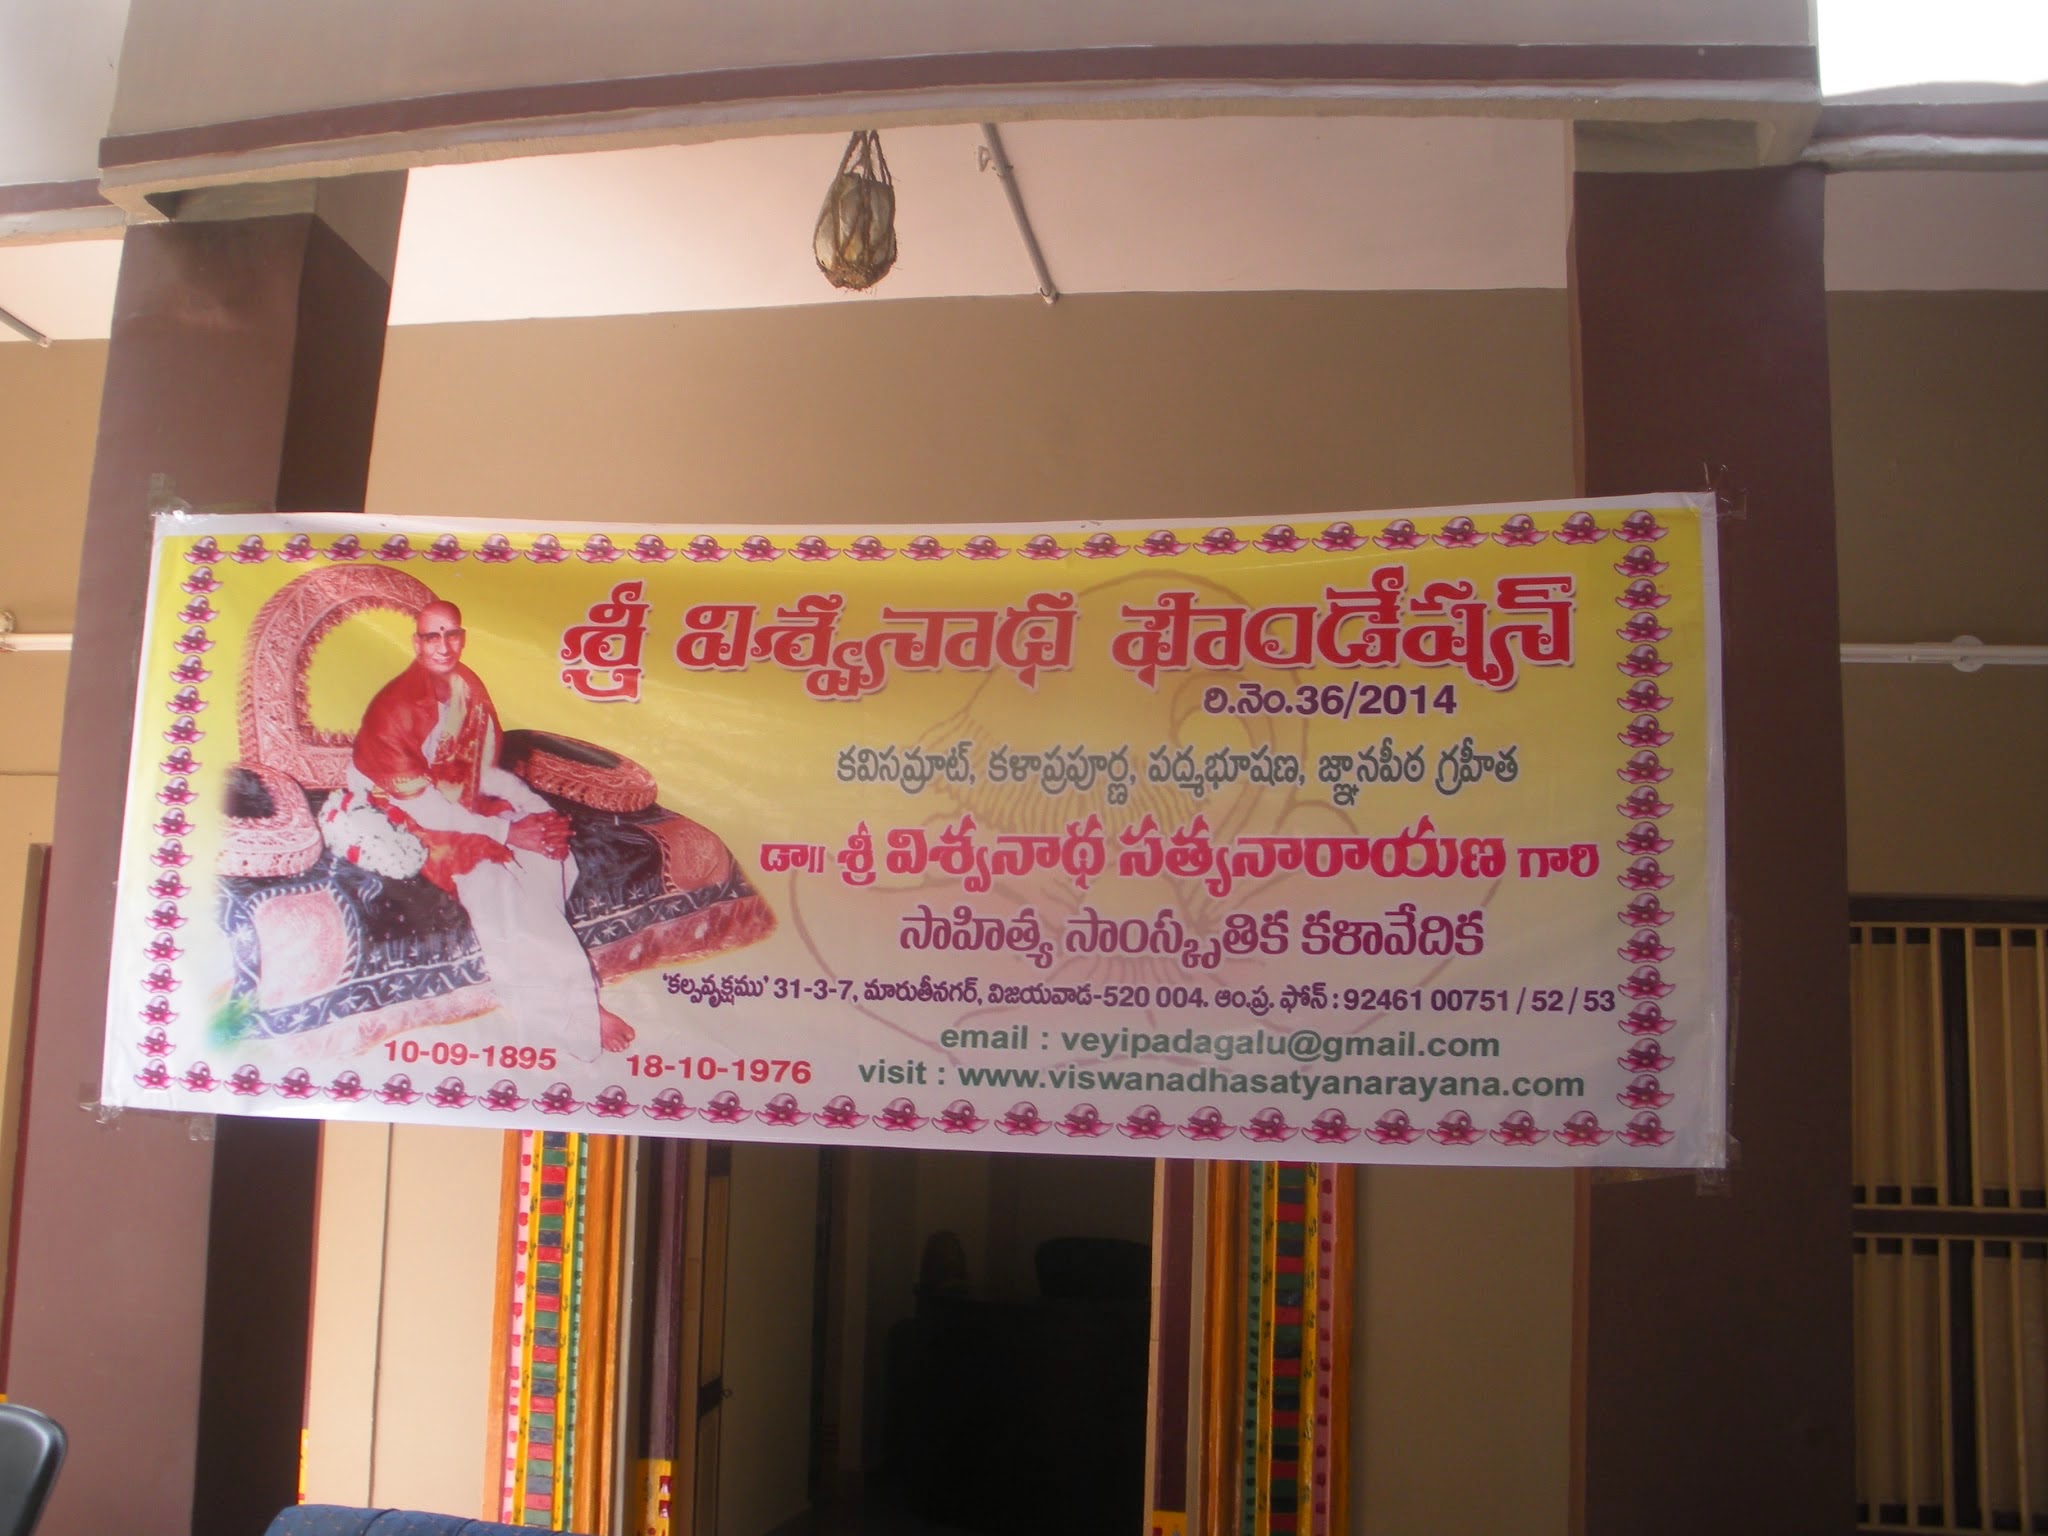 శ్రీ విశ్వనాథ ఫౌండేషన్
రి.నెం.36/2014
కవిసమ్రాట్, కళాప్రపూర్ణ, పద్మభూషణ, జ్ఞానపీఠ గ్రహీత
డా|| శ్రీ విశ్వనాథ సత్యనారాయణ గారి
సాహిత్య సాంస్కృతిక కళావేదిక
'కల్పవృక్షము' 31-3-7, మారుతీనగర్, విజయవాడ-520 004. ఆం.ప్ర. ఫోన్ : 92461 00751 / 52 / 53
email : veyipadagalu@gmail.com
visit : www.viswanadhasatyanarayana.com
10-09-1895 18-10-1976